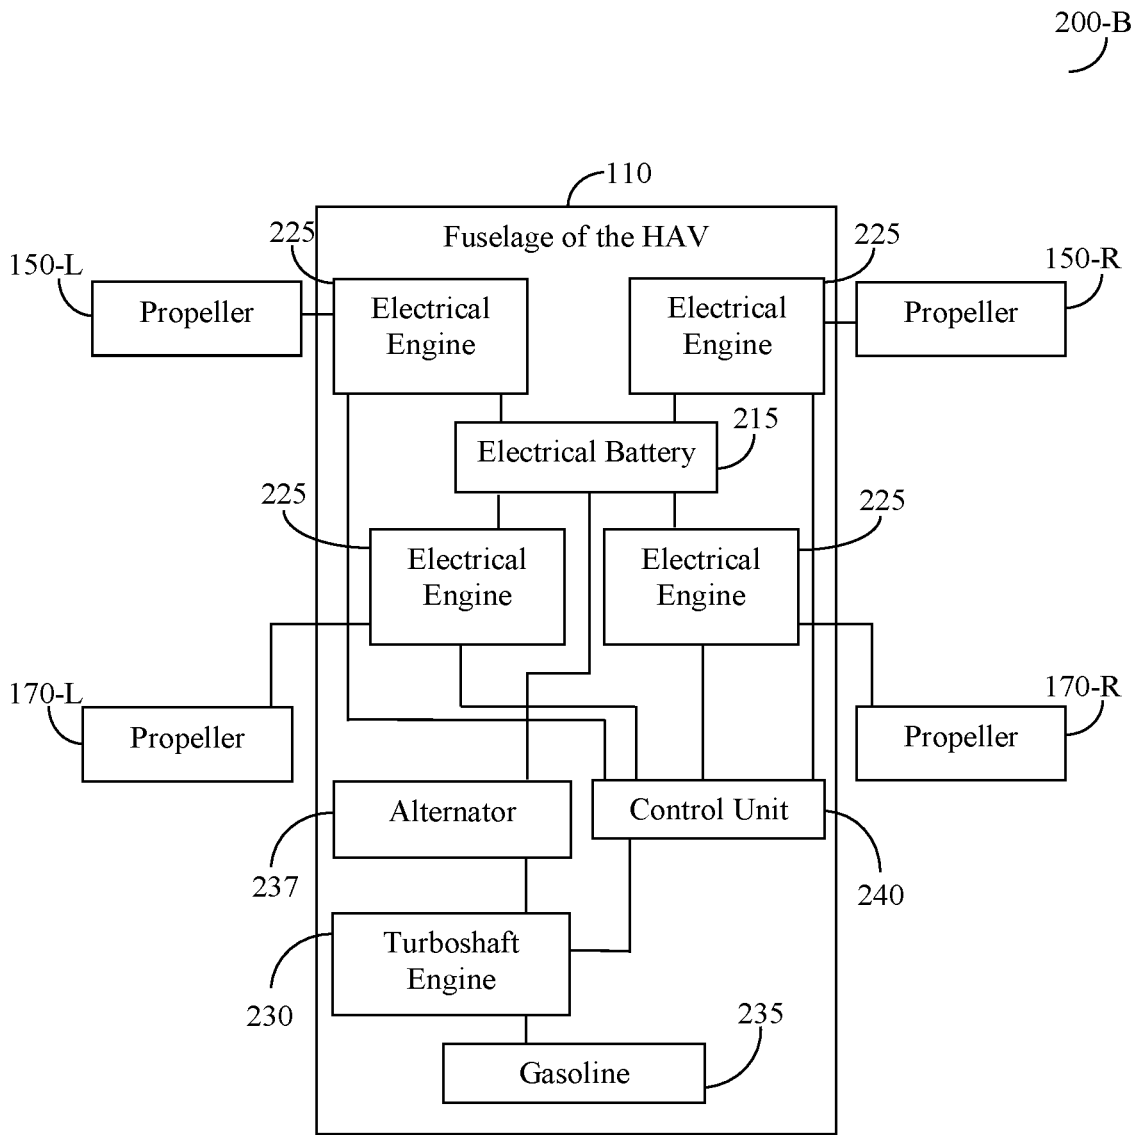 200-B
110
Fuselage of the HAV
225
225
150-L
150-R
Propeller
Electrical
Engine
Electrical
Engine
Propeller
215
Electrical Battery
225
225
Electrical
Engine
Electrical
Engine
170-L
170-R
Propeller
Propeller
Alternator
Control Unit
237
240
Turboshaft
Engine
230
235
Gasoline